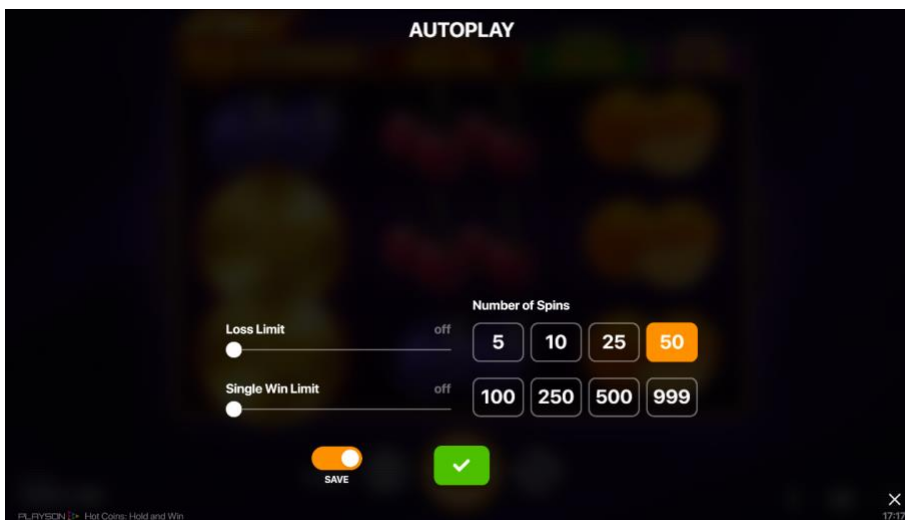 AUTOPLAY
Number of Spins
Loss Limit off
5 10 25 50
Single Win Limit off
100 250 500 999
SAVE
PLAYSON Hot Coins: Hold and Win
17:17